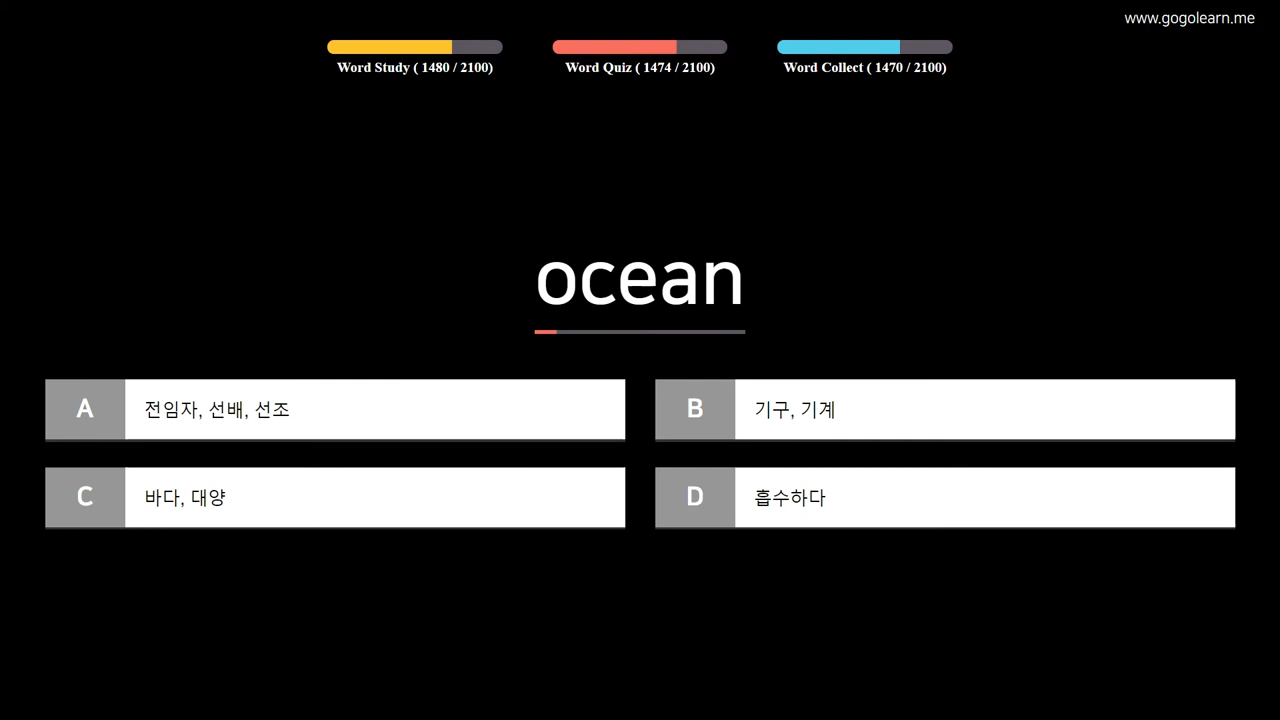 www.gogolearn.me
Word Study ( 1480 / 2100)
Word Quiz ( 1474 / 2100)
Word Collect ( 1470 / 2100)
ocean
A 전임자, 선배, 선조
B 기구, 기계
C 바다, 대양
D 흡수하다